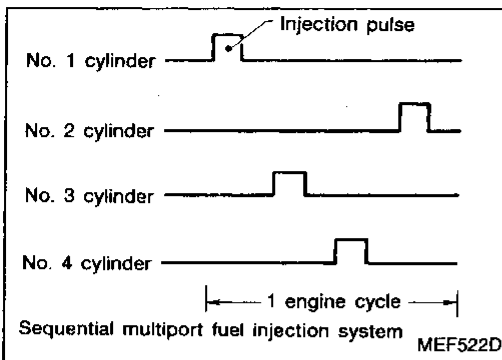 Injection pulse
No. 1 cylinder
No. 2 cylinder
No. 3 cylinder
No. 4 cylinder
1 engine cycle
Sequential multiport fuel injection system
MEF522D